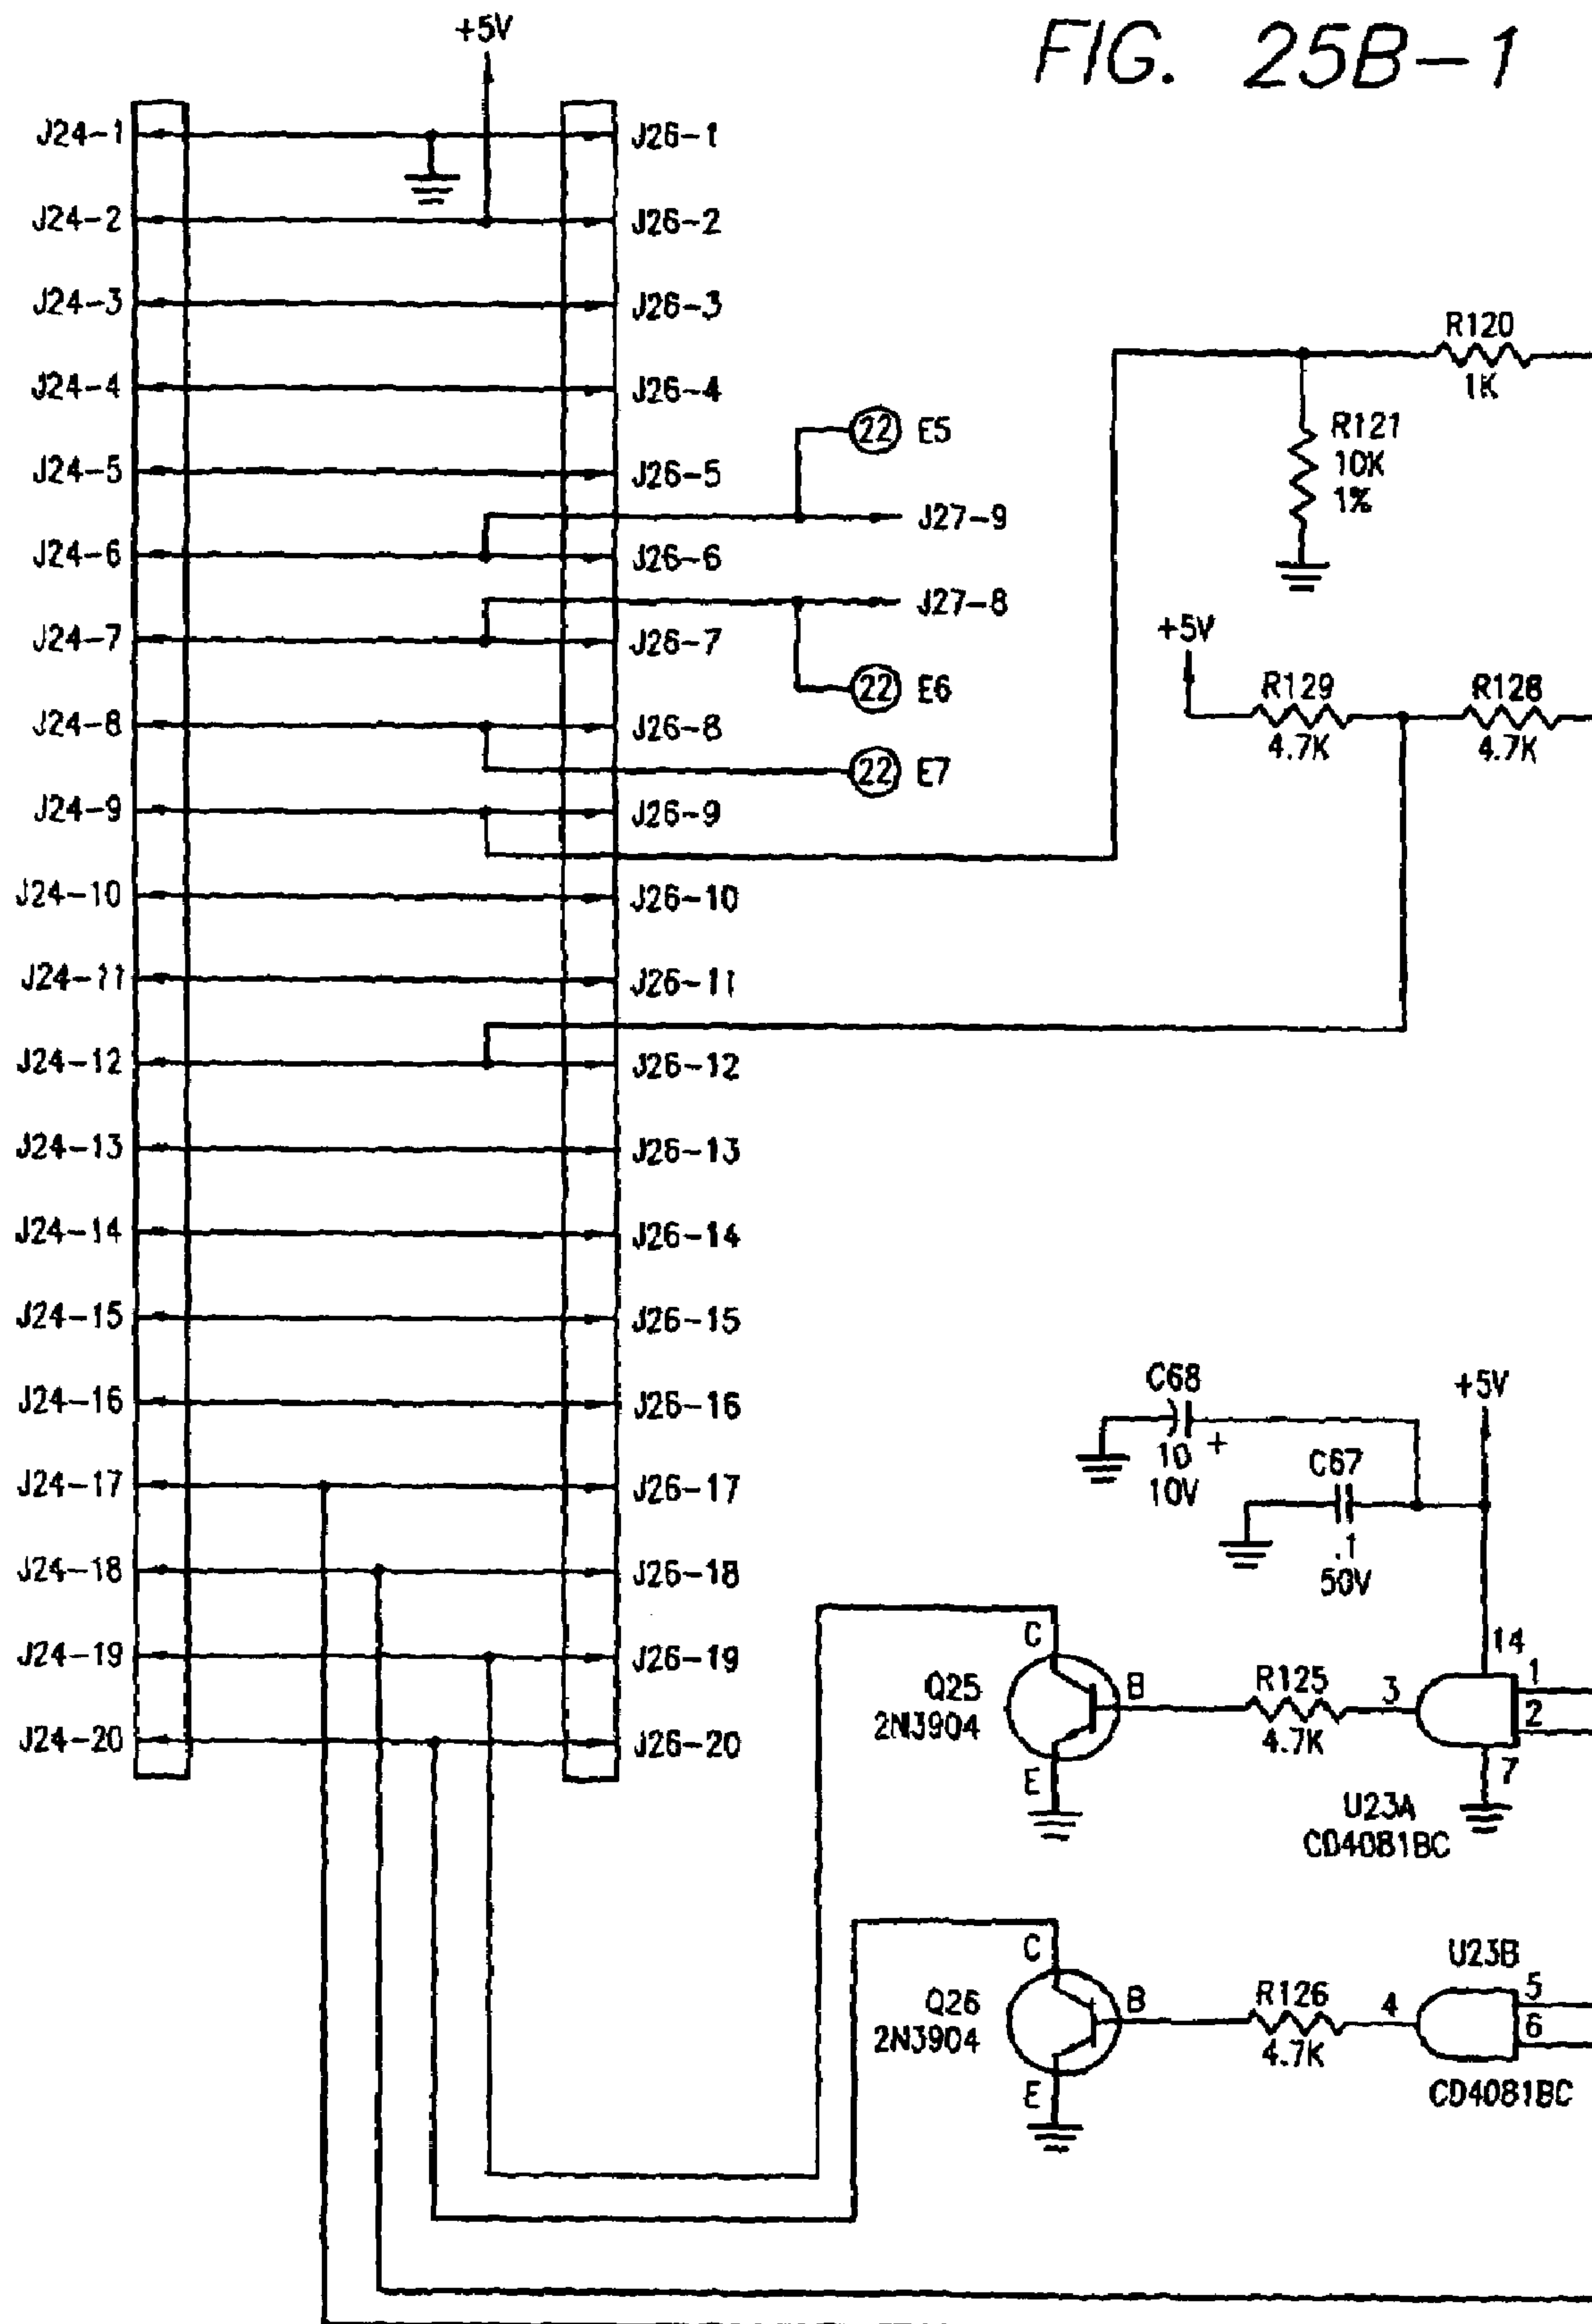 FIG. 25B-1
+5V
J24-1
J26-1
J24-2
J26-2
J24-3
J26-3
J24-4
J26-4
J24-5
J26-5
J24-6
J26-6
J24-7
J26-7
J24-8
J26-8
J24-9
J26-9
J24-10
J26-10
J24-11
J26-11
J24-12
J26-12
J24-13
J26-13
J24-14
J26-14
J24-15
J26-15
J24-16
J26-16
J24-17
J26-17
J24-18
J26-18
J24-19
J26-19
J24-20
J26-20
22 E5
J27-9
J27-8
22 E6
22 E7
R120
1K
R121
10K
1%
+5V
R129
4.7K
R128
4.7K
C68
10 +
10V
C67
.1
50V
+5V
C
Q25
2N3904
B
E
R125
4.7K
3
14
1
2
7
U23A
CD4081BC
C
Q26
2N3904
B
E
R126
4.7K
4
U23B
5
6
CD4081BC